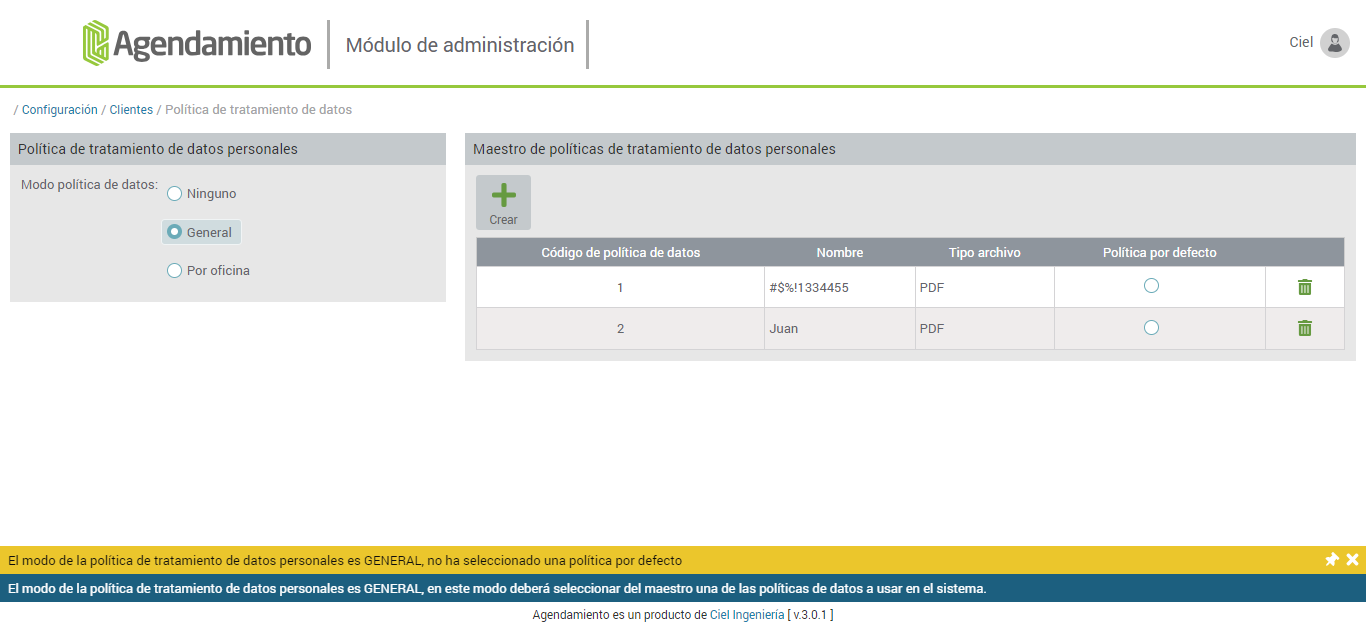 Agendamiento
Módulo de administración
Ciel
/ Configuración / Clientes / Política de tratamiento de datos
Política de tratamiento de datos personales
Modo política de datos:
Ninguno
General
Por oficina
Maestro de políticas de tratamiento de datos personales
Crear
Código de política de datos Nombre Tipo archivo Política por defecto
1 #$%!1334455 PDF
2 Juan PDF
El modo de la política de tratamiento de datos personales es GENERAL, no ha seleccionado una política por defecto
El modo de la política de tratamiento de datos personales es GENERAL, en este modo deberá seleccionar del maestro una de las políticas de datos a usar en el sistema.
Agendamiento es un producto de Ciel Ingeniería [ v.3.0.1 ]